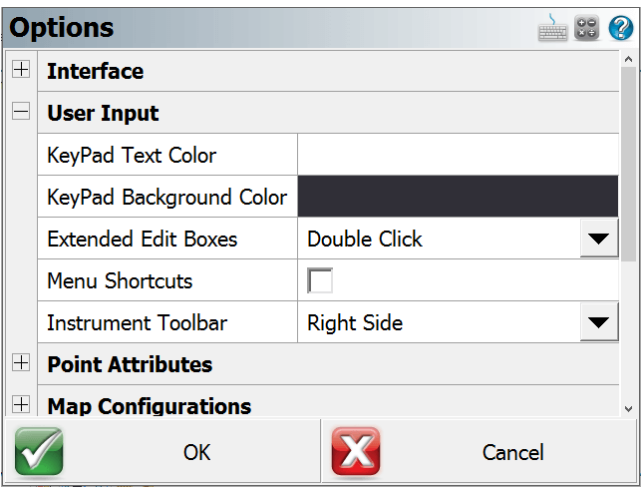 Options
Interface
User Input
KeyPad Text Color
KeyPad Background Color
Extended Edit Boxes Double Click
Menu Shortcuts
Instrument Toolbar Right Side
Point Attributes
Map Configurations
OK Cancel